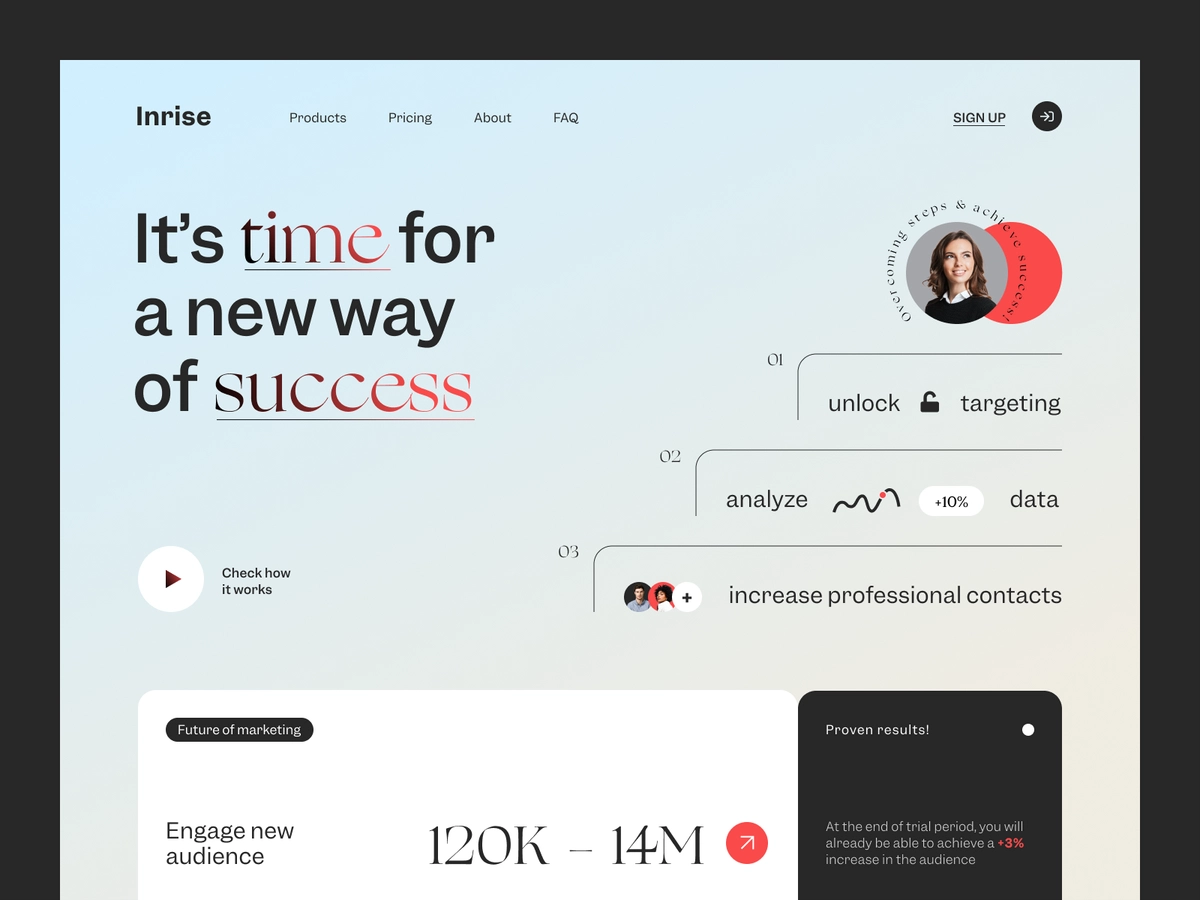 Inrise
Products
Pricing
About
FAQ
SIGN UP
It's time for
a new way
of success
Overcoming steps & achieve success!
01
unlock targeting
02
analyze +10% data
03
+ increase professional contacts
Check how
it works
Future of marketing
Engage new
audience
120K – 14M
Proven results!
At the end of trial period, you will
already be able to achieve a +3%
increase in the audience